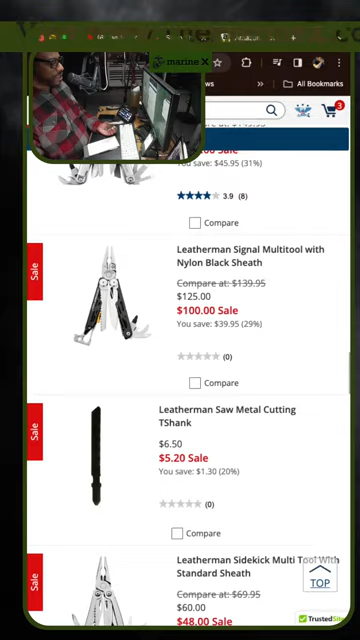 marine X
All Bookmarks
3
You save: $45.95 (31%)
3.9 (8)
Compare
Sale
Leatherman Signal Multitool with
Nylon Black Sheath
Compare at: $139.95
$125.00
$100.00 Sale
You save: $39.95 (29%)
(0)
Compare
Sale
Leatherman Saw Metal Cutting
TShank
$6.50
$5.20 Sale
You save: $1.30 (20%)
(0)
Compare
Sale
Leatherman Sidekick Multi Tool With
Standard Sheath
Compare at: $69.95
$60.00
$48.00 Sale
TOP
TrustedSite